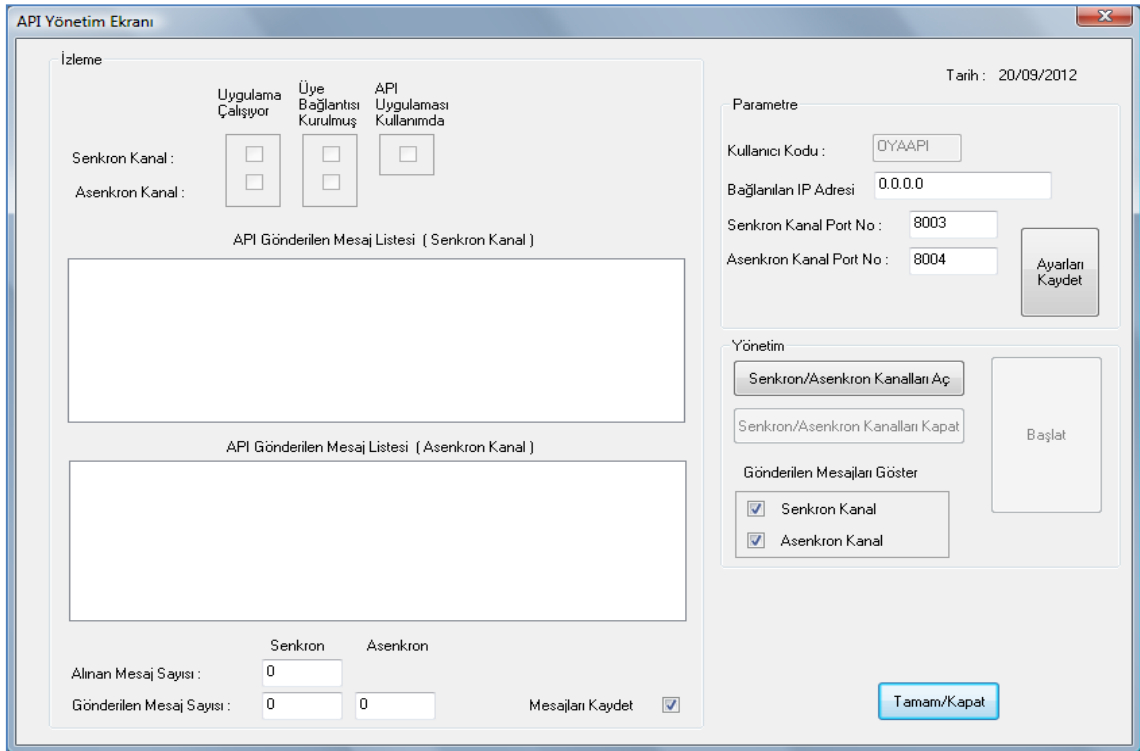 API Yönetim Ekranı
İzleme
Uygulama
Çalışıyor
Üye
Bağlantısı
Kurulmuş
API
Uygulaması
Kullanımda
Senkron Kanal :
Asenkron Kanal :
API Gönderilen Mesaj Listesi ( Senkron Kanal )
API Gönderilen Mesaj Listesi ( Asenkron Kanal )
Senkron Asenkron
Alınan Mesaj Sayısı : 0
Gönderilen Mesaj Sayısı : 0 0 Mesajları Kaydet
Tarih : 20/09/2012
Parametre
Kullanıcı Kodu : OYAAPI
Bağlanılan IP Adresi 0.0.0.0
Senkron Kanal Port No : 8003
Asenkron Kanal Port No : 8004
Ayarları
Kaydet
Yönetim
Senkron/Asenkron Kanalları Aç
Senkron/Asenkron Kanalları Kapat
Başlat
Gönderilen Mesajları Göster
Senkron Kanal
Asenkron Kanal
Tamam/Kapat